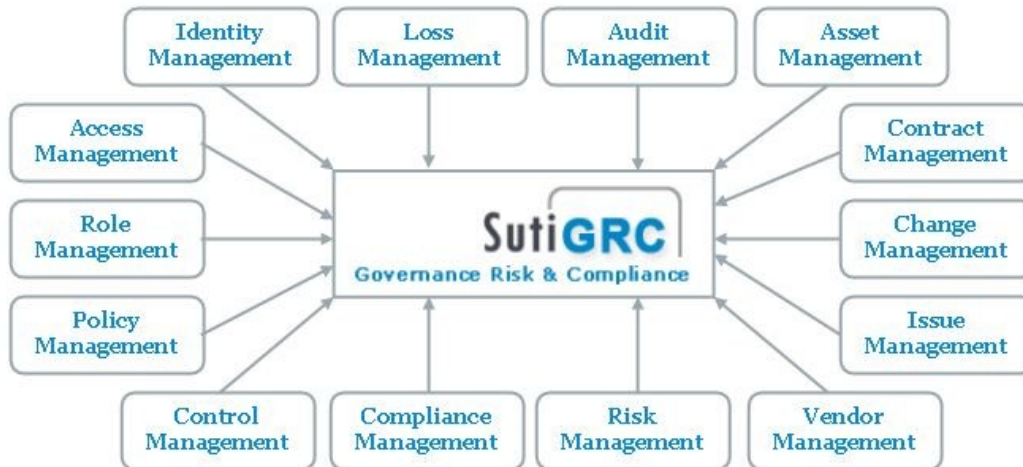 Identity
Management
Loss
Management
Audit
Management
Asset
Management
Access
Management
Contract
Management
Role
Management
SutiGRC
Governance Risk & Compliance
Change
Management
Policy
Management
Issue
Management
Control
Management
Compliance
Management
Risk
Management
Vendor
Management